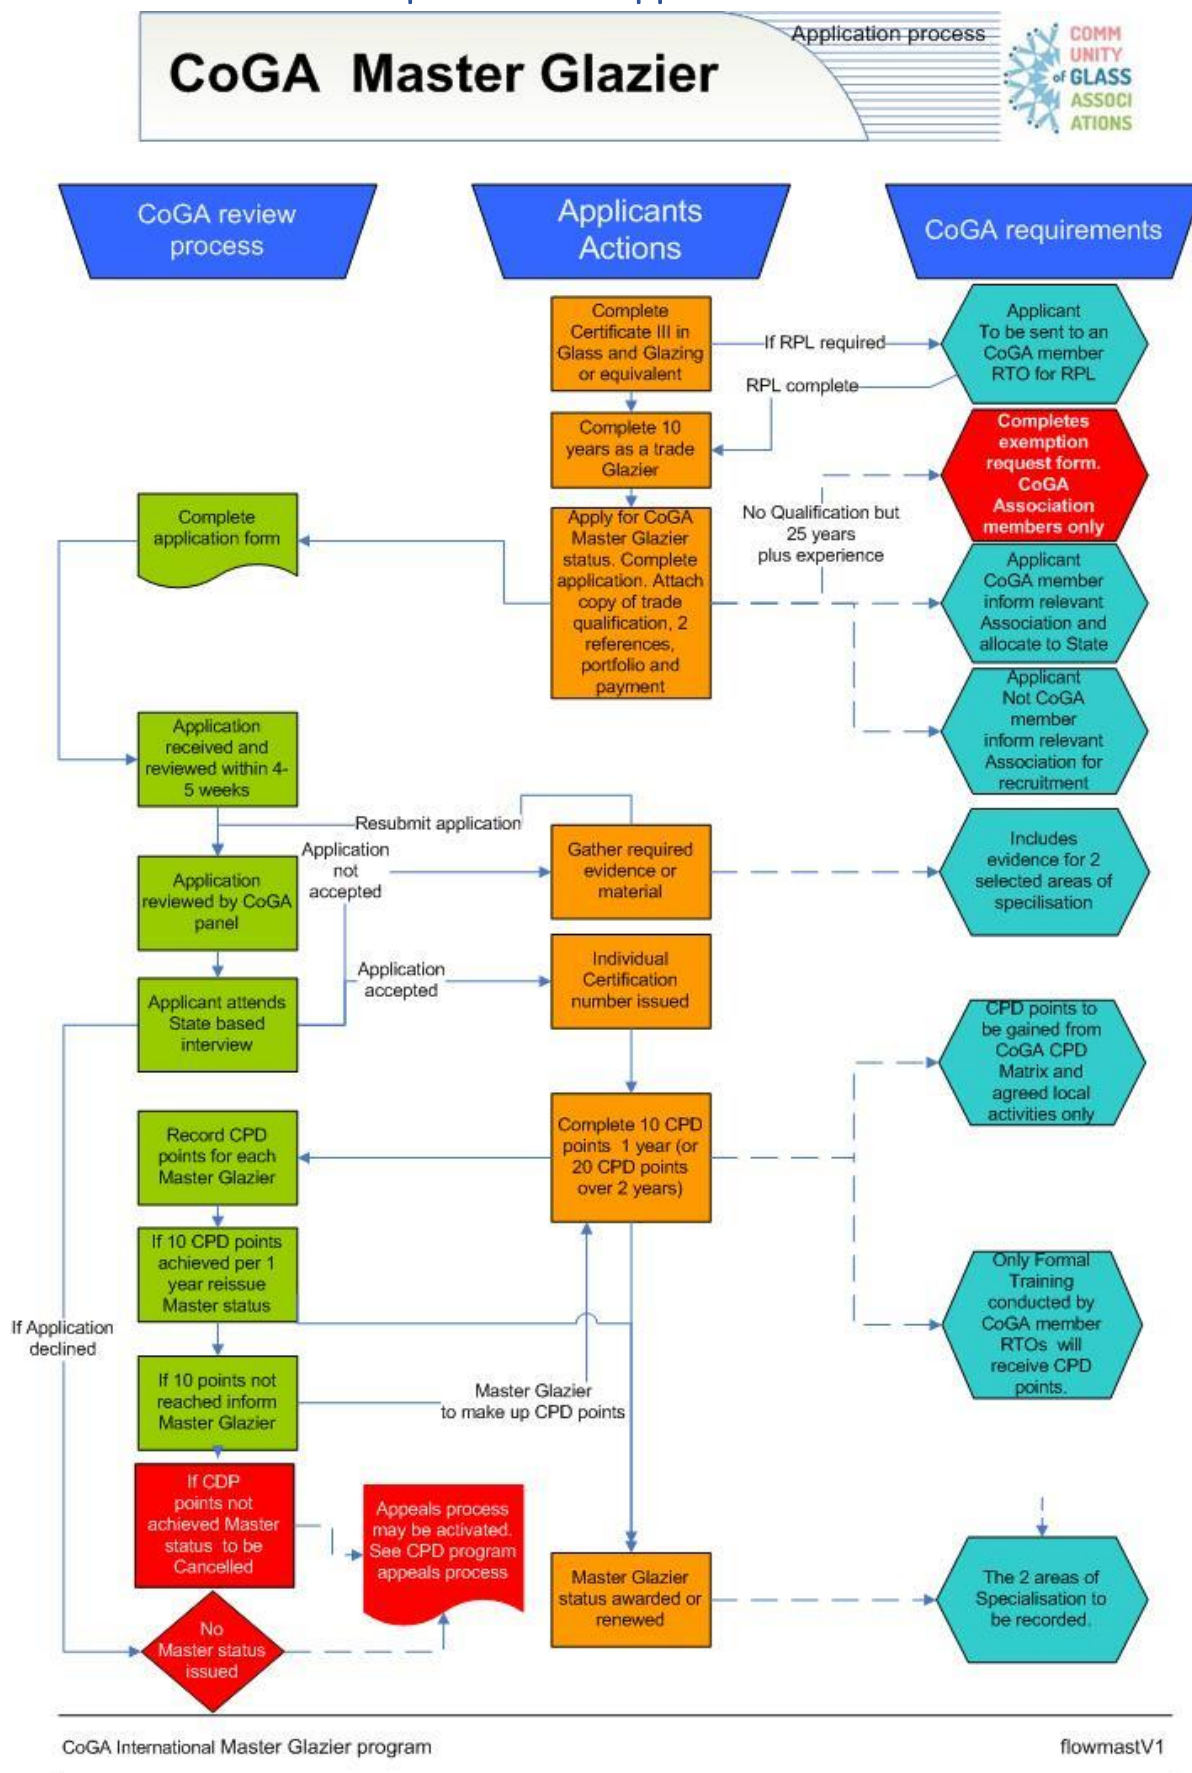 CoGA Master Glazier
Application process
COMM
UNITY
of GLASS
ASSOCI
ATIONS
CoGA review
process
Applicants
Actions
CoGA requirements
Complete
Certificate III in
Glass and Glazing
or equivalent
If RPL required
Applicant
To be sent to an
CoGA member
RTO for RPL
RPL complete
Complete 10
years as a trade
Glazier
Completes
exemption
request form.
CoGA
Association
members only
No Qualification but
25 years
plus experience
Complete
application form
Apply for CoGA
Master Glazier
status. Complete
application. Attach
copy of trade
qualification, 2
references,
portfolio and
payment
Applicant
CoGA member
inform relevant
Association and
allocate to State
Applicant
Not CoGA
member
inform relevant
Association for
recruitment
Application
received and
reviewed within 4-
5 weeks
Resubmit application
Application
not
accepted
Gather required
evidence or
material
Includes
evidence for 2
selected areas of
specilisation
Application
reviewed by CoGA
panel
Application
accepted
Individual
Certification
number issued
Applicant attends
State based
interview
CPD points to
be gained from
CoGA CPD
Matrix and
agreed local
activities only
Record CPD
points for each
Master Glazier
Complete 10 CPD
points 1 year (or
20 CPD points
over 2 years)
If 10 CPD points
achieved per 1
year reissue
Master status
Only Formal
Training
conducted by
CoGA member
RTOs will
receive CPD
points.
If Application
declined
If 10 points not
reached inform
Master Glazier
Master Glazier
to make up CPD points
If CDP
points not
achieved Master
status to be
Cancelled
Appeals process
may be activated.
See CPD program
appeals process
Master Glazier
status awarded or
renewed
The 2 areas of
Specialisation to
be recorded.
No
Master status
issued
CoGA International Master Glazier program
flowmastV1